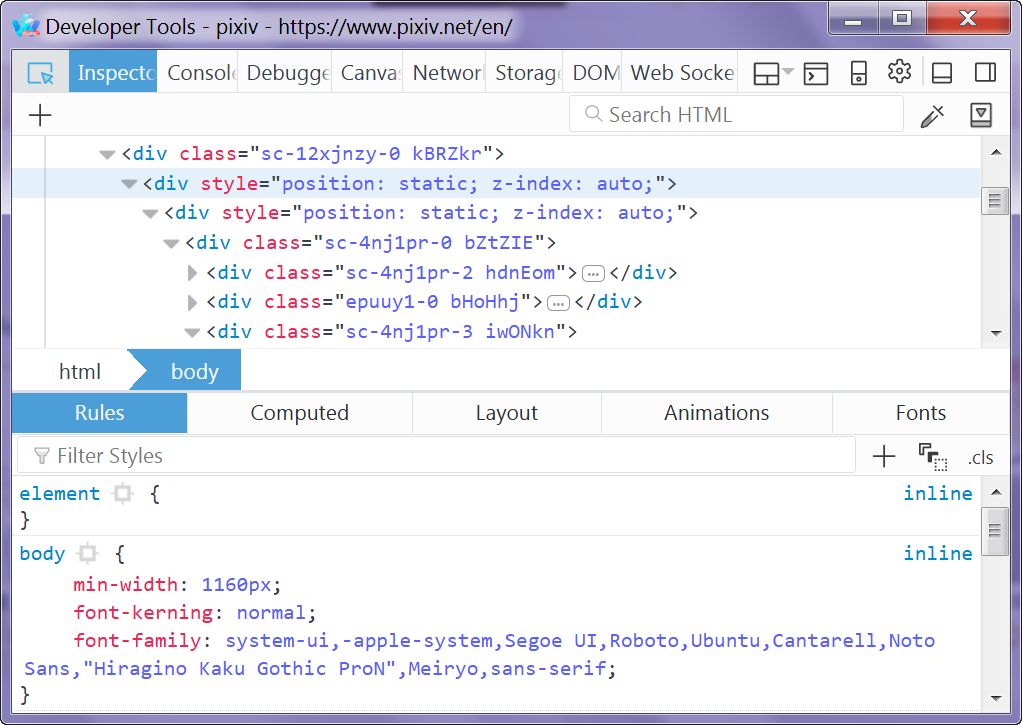 Developer Tools - pixiv - https://www.pixiv.net/en/
Inspecto Console Debugge Canva Networ Storag DOM Web Socke
Search HTML
<div class="sc-12xjnzy-0 kBRZkr">
<div style="position: static; z-index: auto;">
<div style="position: static; z-index: auto;">
<div class="sc-4nj1pr-0 bZtZIE">
<div class="sc-4nj1pr-2 hdnEom">…</div>
<div class="epuuy1-0 bHoHhj">…</div>
<div class="sc-4nj1pr-3 iwONkn">
html body
Rules Computed Layout Animations Fonts
Filter Styles .cls
element { inline
}
body { inline
min-width: 1160px;
font-kerning: normal;
font-family: system-ui,-apple-system,Segoe UI,Roboto,Ubuntu,Cantarell,Noto
Sans,"Hiragino Kaku Gothic ProN",Meiryo,sans-serif;
}